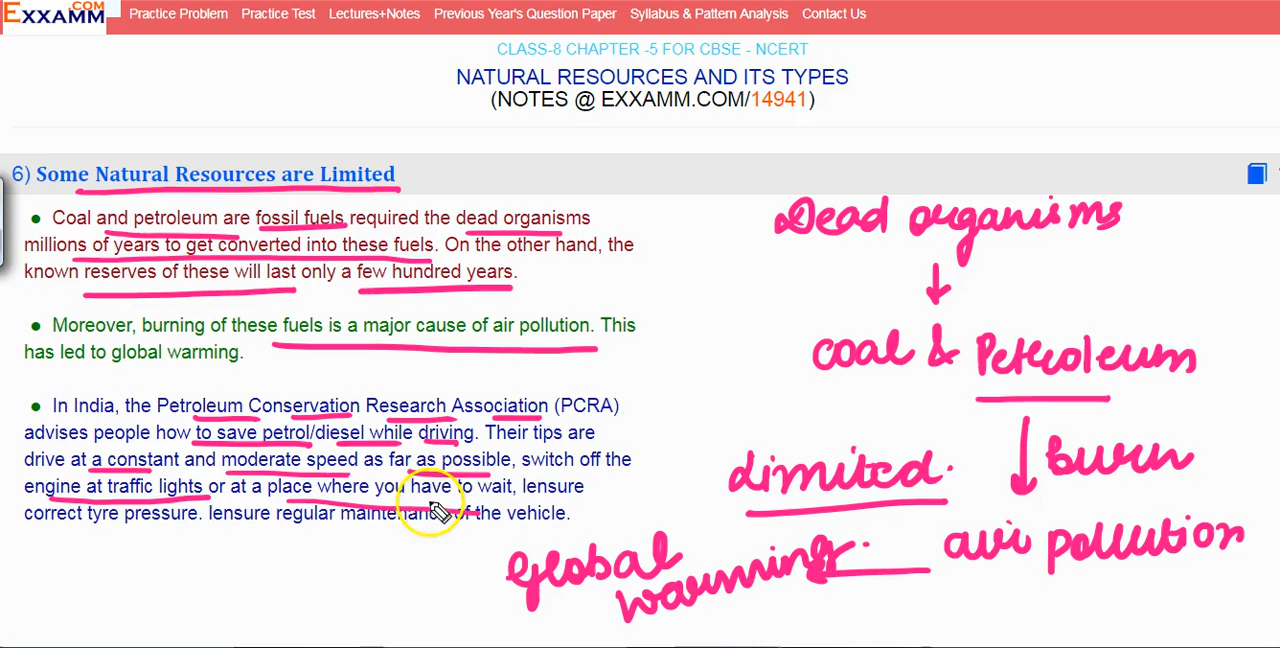 EXXAMM .COM
Practice Problem Practice Test Lectures+Notes Previous Year's Question Paper Syllabus & Pattern Analysis Contact Us
CLASS-8 CHAPTER -5 FOR CBSE - NCERT
NATURAL RESOURCES AND ITS TYPES
(NOTES @ EXXAMM.COM/14941)
6) Some Natural Resources are Limited
● Coal and petroleum are fossil fuels required the dead organisms
millions of years to get converted into these fuels. On the other hand, the
known reserves of these will last only a few hundred years.
● Moreover, burning of these fuels is a major cause of air pollution. This
has led to global warming.
● In India, the Petroleum Conservation Research Association (PCRA)
advises people how to save petrol/diesel while driving. Their tips are
drive at a constant and moderate speed as far as possible, switch off the
engine at traffic lights or at a place where you have to wait, Iensure
correct tyre pressure. Iensure regular maintenance of the vehicle.
Dead organisms
↓
Coal & Petroleum
↓ Burn
Limited.
air pollution
Global
warming.